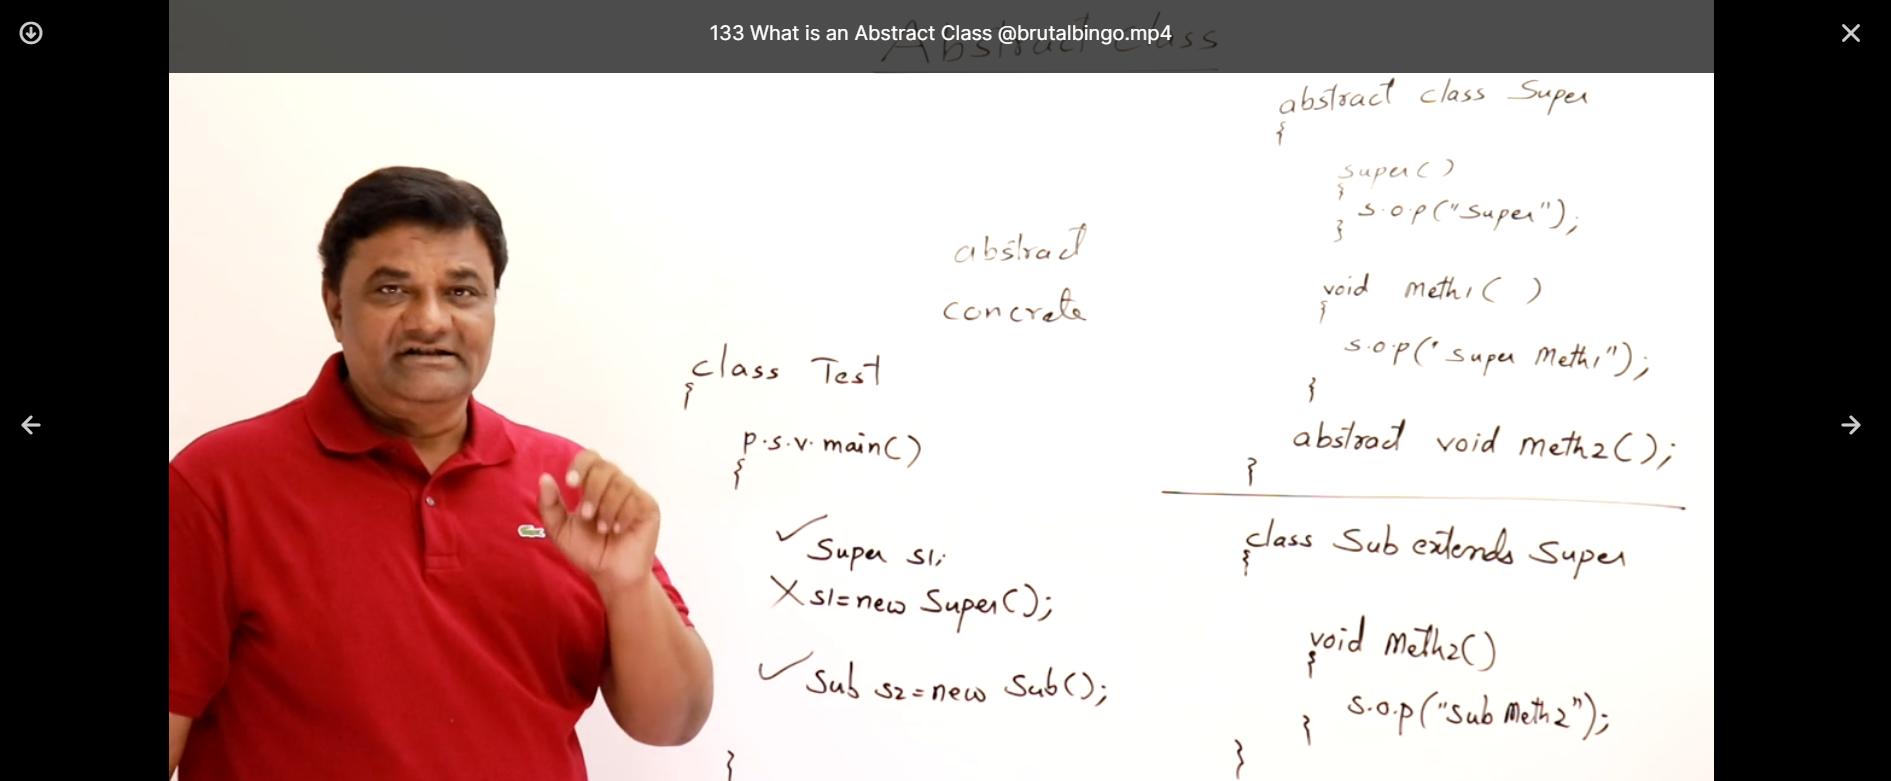 133 What is an Abstract Class @brutalbingo.mp4
Abstract class
abstract
concrete
class Test
{
p.s.v. main()
{
✓ Super s1;
X s1=new Super();
✓ Sub s2=new Sub();
}
abstract class Super
{
super()
{
s.o.p("Super");
}
void meth1( )
{
s.o.p("super Meth1");
}
abstract void meth2();
}
class Sub extends Super
{
void Meth2()
{
s.o.p("Sub Meth2");
}
}